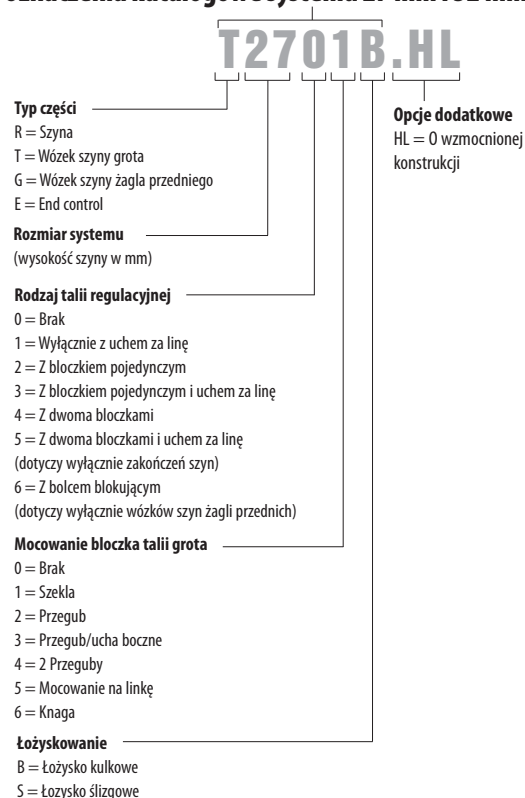 T2701B.HL
Typ części
R = Szyna
T = Wózek szyny grota
G = Wózek szyny żagla przedniego
E = End control
Opcje dodatkowe
HL = O wzmocnionej
konstrukcji
Rozmiar systemu
(wysokość szyny w mm)
Rodzaj talii regulacyjnej
0 = Brak
1 = Wyłącznie z uchem za linę
2 = Z bloczkiem pojedynczym
3 = Z bloczkiem pojedynczym i uchem za linę
4 = Z dwoma bloczkami
5 = Z dwoma bloczkami i uchem za linę
(dotyczy wyłącznie zakończeń szyn)
6 = Z bolcem blokującym
(dotyczy wyłącznie wózków szyn żagli przednich)
Mocowanie bloczka talii grota
0 = Brak
1 = Szekla
2 = Przegub
3 = Przegub/ucha boczne
4 = 2 Przeguby
5 = Mocowanie na linkę
6 = Knaga
Łożyskowanie
B = Łożysko kulkowe
S = Łozysko ślizgowe